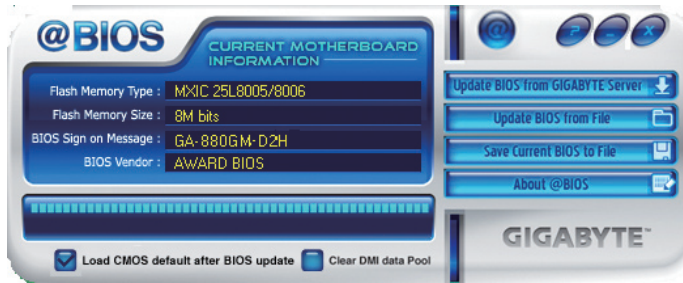 @BIOS
CURRENT MOTHERBOARD
INFORMATION
Flash Memory Type : MXIC 25L8005/8006
Flash Memory Size : 8M bits
BIOS Sign on Message : GA-880GM-D2H
BIOS Vendor : AWARD BIOS
Load CMOS default after BIOS update
Clear DMI data Pool
@ ? - X
Update BIOS from GIGABYTE Server
Update BIOS from File
Save Current BIOS to File
About @BIOS
GIGABYTE™